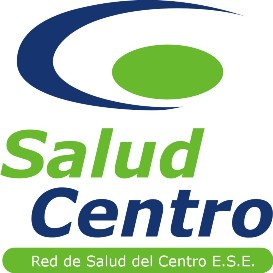 Salud
Centro
Red de Salud del Centro E.S.E.